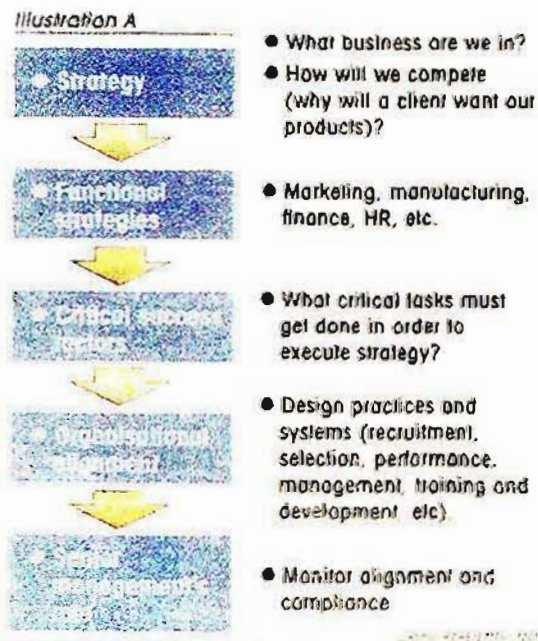 Illustration A
● Strategy
● What business are we in?
● How will we compete
(why will a client want our
products)?
● Functional
strategies
● Marketing, manufacturing,
finance, HR, etc.
● Critical success
factors
● What critical tasks must
get done in order to
execute strategy?
● Organisational
alignment
● Design practices and
systems (recruitment,
selection, performance,
management, training and
development, etc).
● Monitor alignment and
compliance